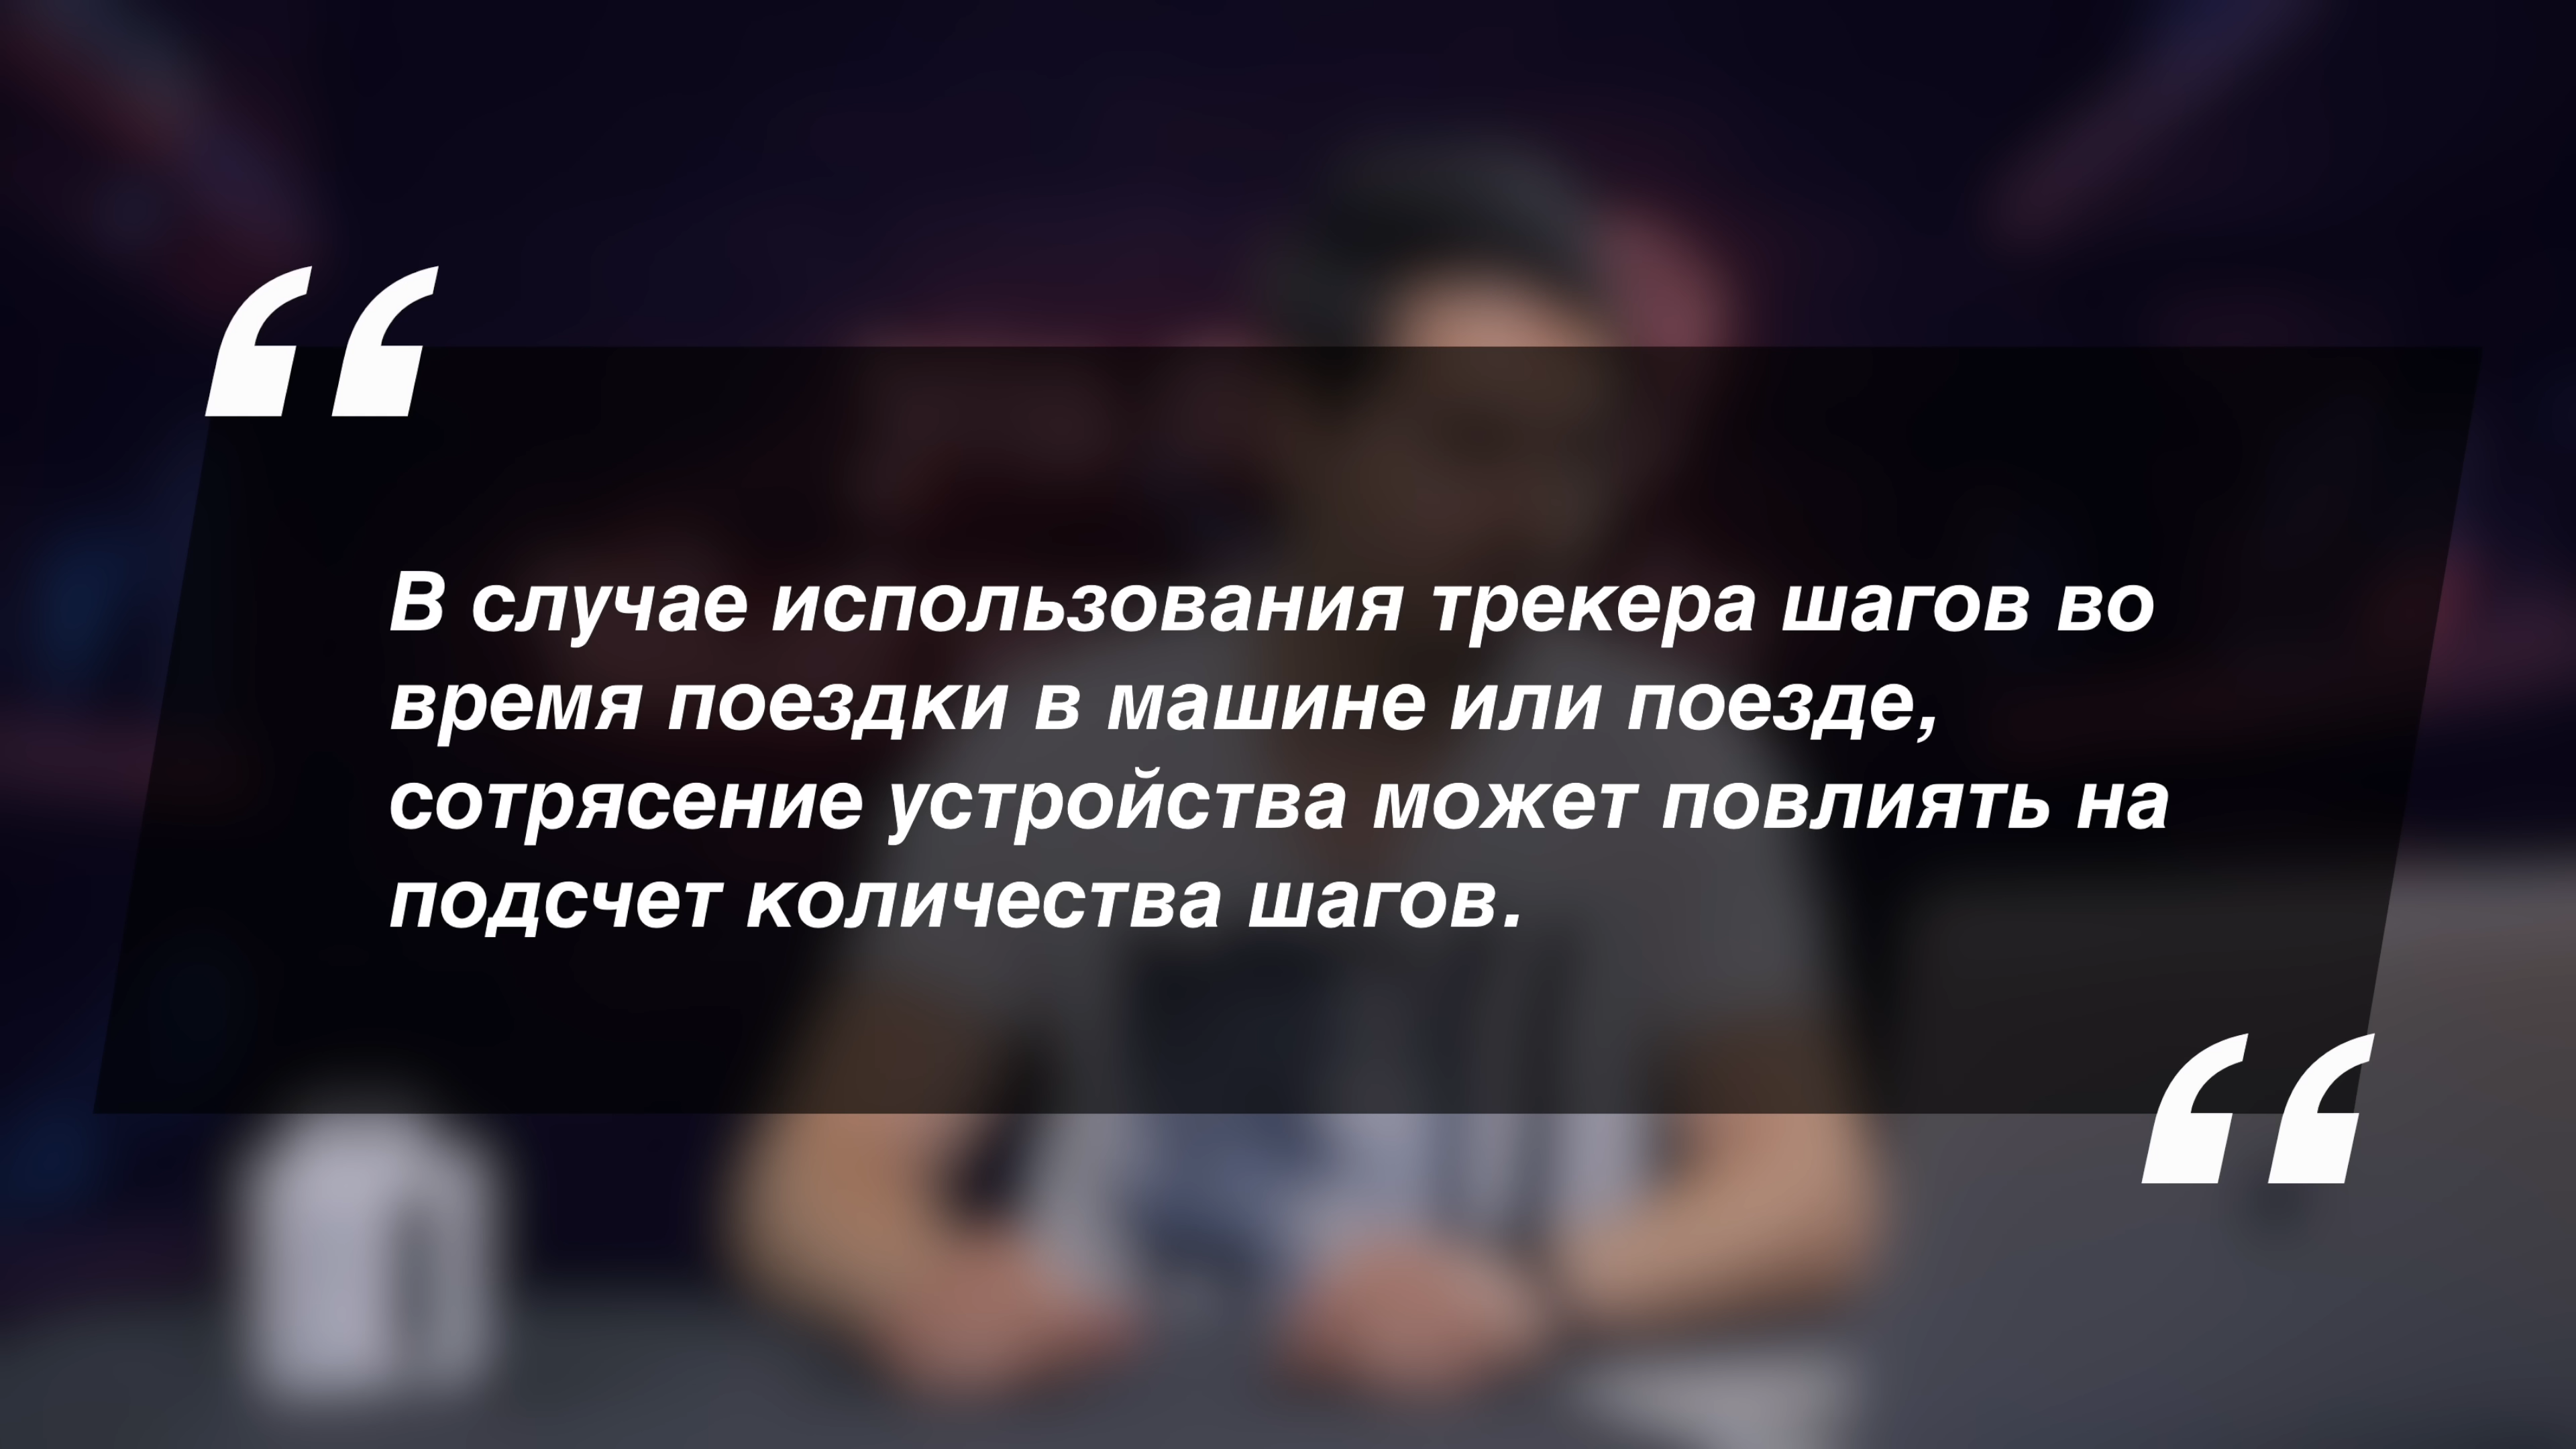 “
В случае использования трекера шагов во
время поездки в машине или поезде,
сотрясение устройства может повлиять на
подсчет количества шагов.
“